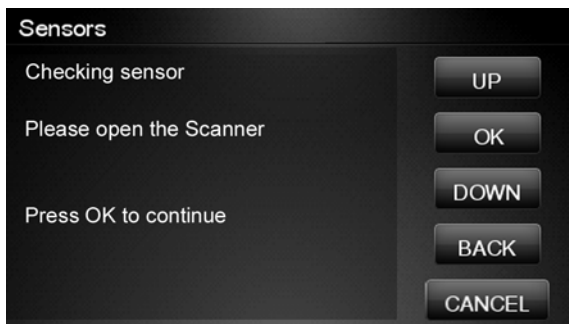 Sensors
Checking sensor
Please open the Scanner
Press OK to continue
UP
OK
DOWN
BACK
CANCEL